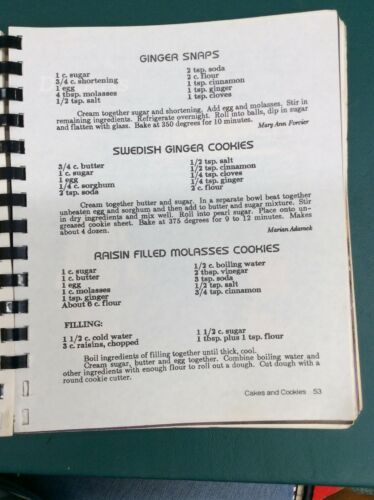 GINGER SNAPS
1 c. sugar
3/4 c. shortening
1 egg
4 tbsp. molasses
1/2 tsp. salt
2 tsp. soda
2 c. flour
1 tsp. cinnamon
1 tsp. ginger
1 tsp. cloves
Cream together sugar and shortening. Add egg and molasses. Stir in
remaining ingredients. Refrigerate overnight. Roll into balls, dip in sugar
and flatten with glass. Bake at 350 degrees for 10 minutes.
Mary Ann Forcier
SWEDISH GINGER COOKIES
3/4 c. butter
1 c. sugar
1 egg
1/4 c. sorghum
2 tsp. soda
1/2 tsp. salt
1/2 tsp. cinnamon
1/4 tsp. cloves
1/4 tsp. ginger
2 c. flour
Cream together butter and sugar. In a separate bowl beat together
unbeaten egg and sorghum and then add to butter and sugar mixture. Stir
in dry ingredients and mix well. Roll into pearl sugar. Place onto un-
greased cookie sheet. Bake at 375 degrees for 9 to 12 minutes. Makes
about 4 dozen.
Marian Adamek
RAISIN FILLED MOLASSES COOKIES
1 c. sugar
1 c. butter
1 egg
1 c. molasses
1 tsp. ginger
About 6 c. flour
1/2 c. boiling water
2 tbsp. vinegar
3 tsp. soda
1/2 tsp. salt
3/4 tsp. cinnamon
FILLING:
1 1/2 c. cold water
3 c. raisins, chopped
1 1/2 c. sugar
1 tbsp. plus 1 tsp. flour
Boil ingredients of filling together until thick, cool.
Cream sugar, butter and egg together. Combine boiling water and
other ingredients with enough flour to roll out a dough. Cut dough with a
round cookie cutter.
Cakes and Cookies 53